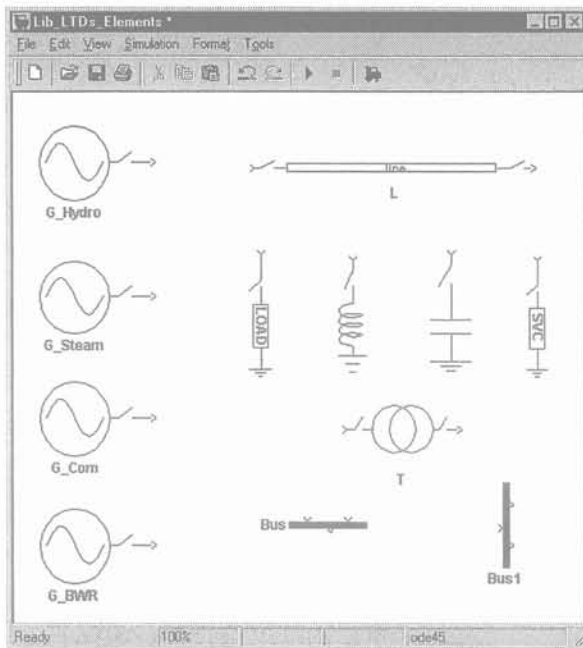 Lib_LTDs_Elements *
File Edit View Simulation Format Tools
G_Hydro
line
L
G_Steam
LOAD
SVC
G_Com
T
Bus
Bus1
G_BWR
Ready 100% ode45